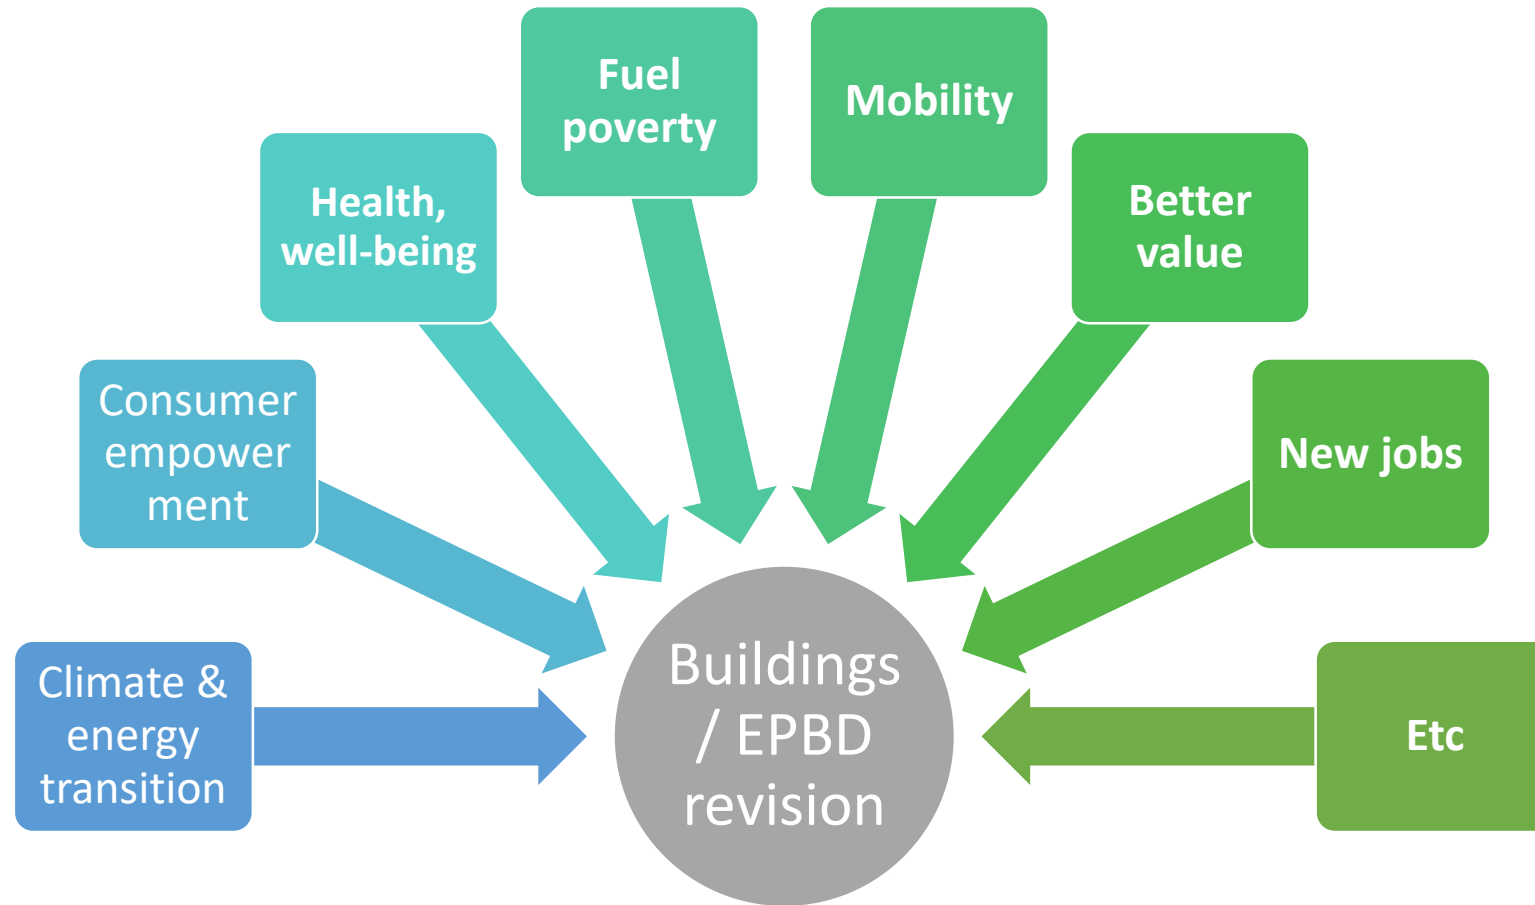 Fuel
poverty
Mobility
Health,
well-being
Better
value
Consumer
empower
ment
New jobs
Climate &
energy
transition
Buildings
/ EPBD
revision
Etc